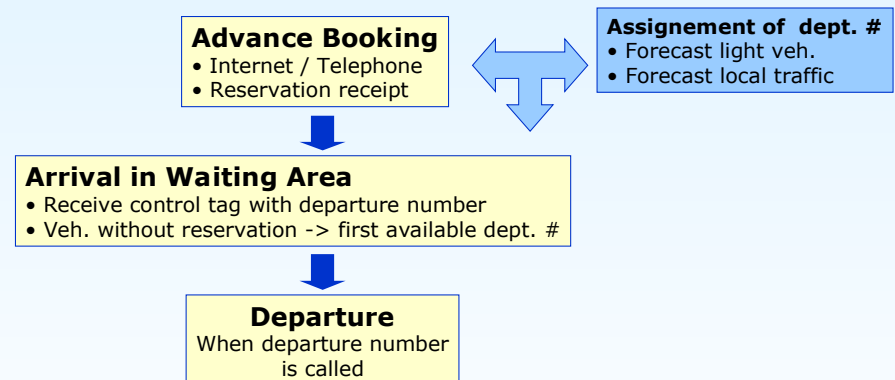 Advance Booking
• Internet / Telephone
• Reservation receipt
Assignement of dept. #
• Forecast light veh.
• Forecast local traffic
Arrival in Waiting Area
• Receive control tag with departure number
• Veh. without reservation -> first available dept. #
Departure
When departure number
is called